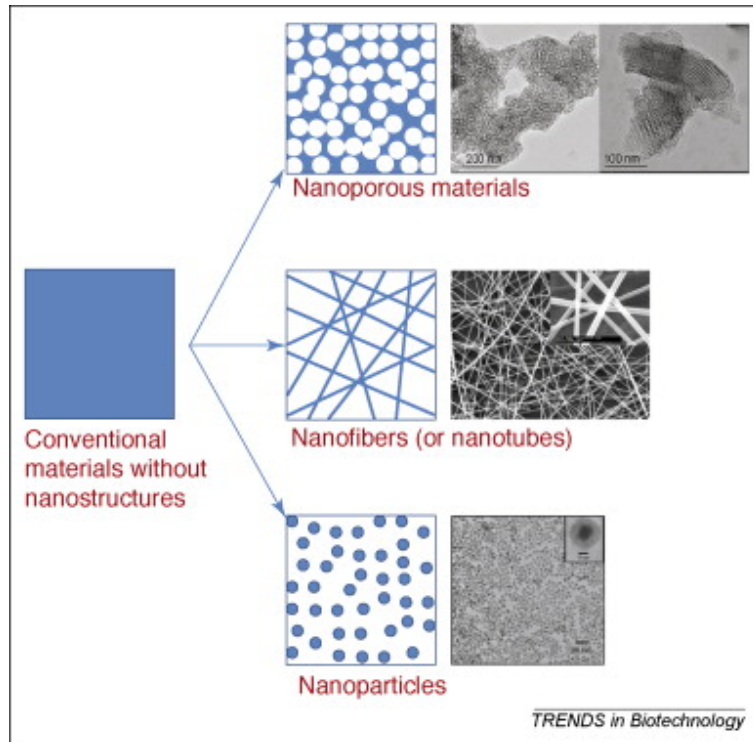 200 nm
100 nm
Nanoporous materials
Conventional
materials without
nanostructures
Nanofibers (or nanotubes)
Nanoparticles
TRENDS in Biotechnology